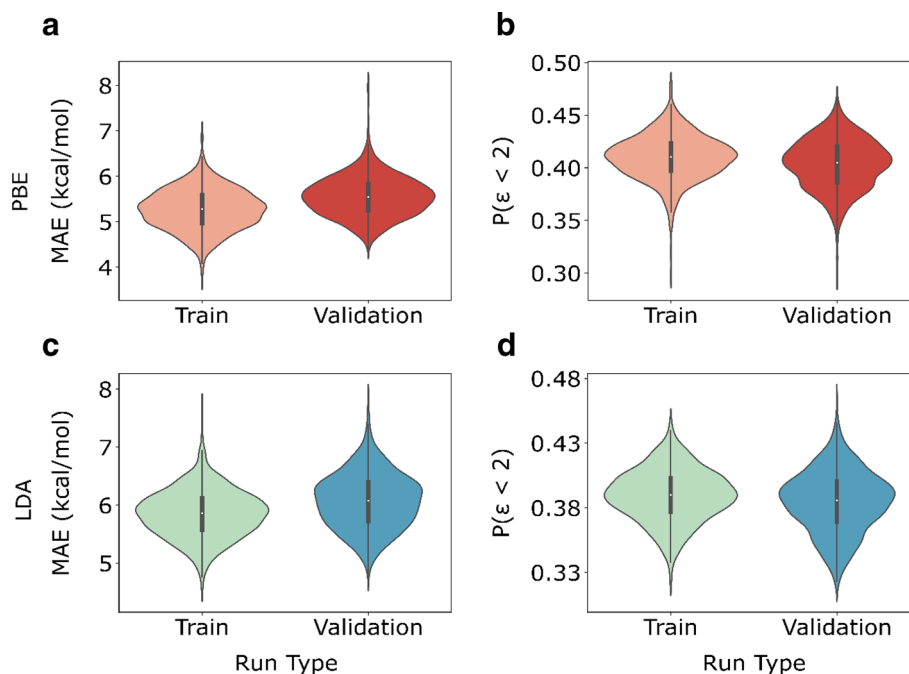 a
PBE
MAE (kcal/mol)
8
7
6
5
4
Train
Validation
b
P(ε < 2)
0.50
0.45
0.40
0.35
0.30
Train
Validation
c
LDA
MAE (kcal/mol)
8
7
6
5
Train
Validation
Run Type
d
P(ε < 2)
0.48
0.43
0.38
0.33
Train
Validation
Run Type